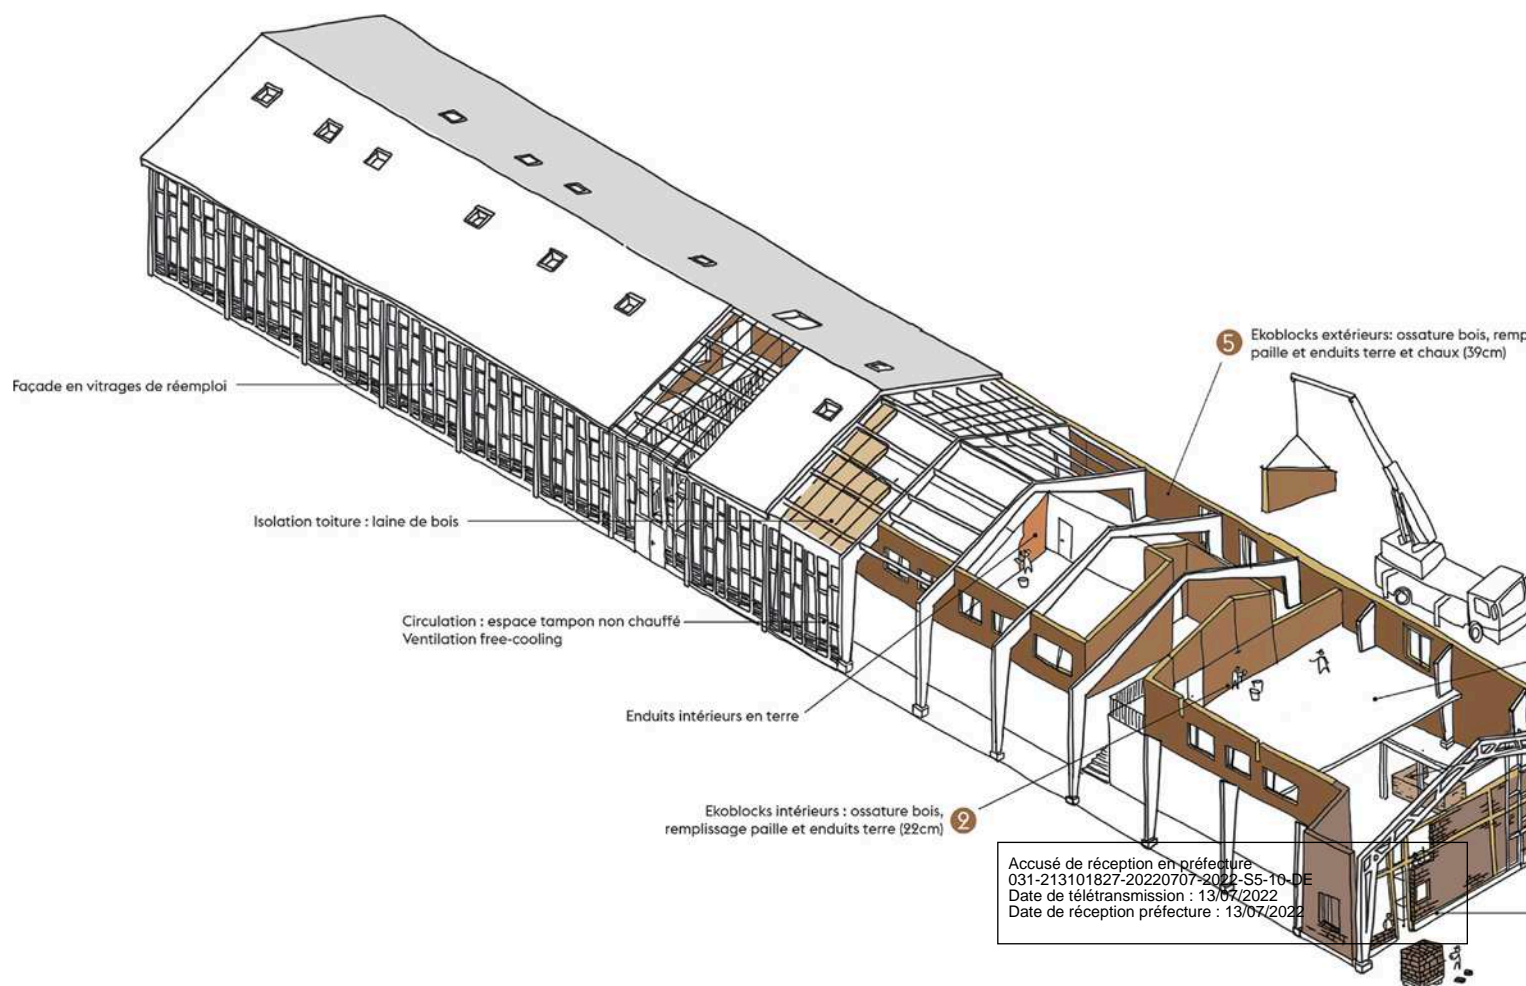 5
Ekoblocks extérieurs: ossature bois, remp
paille et enduits terre et chaux (39cm)
Façade en vitrages de réemploi
Isolation toiture : laine de bois
Circulation : espace tampon non chauffé
Ventilation free-cooling
Enduits intérieurs en terre
Ekoblocks intérieurs : ossature bois,
remplissage paille et enduits terre (22cm)
2
Accusé de réception en préfecture
031-213101827-20220707-2022-S5-10-DE
Date de télétransmission : 13/07/2022
Date de réception préfecture : 13/07/2022